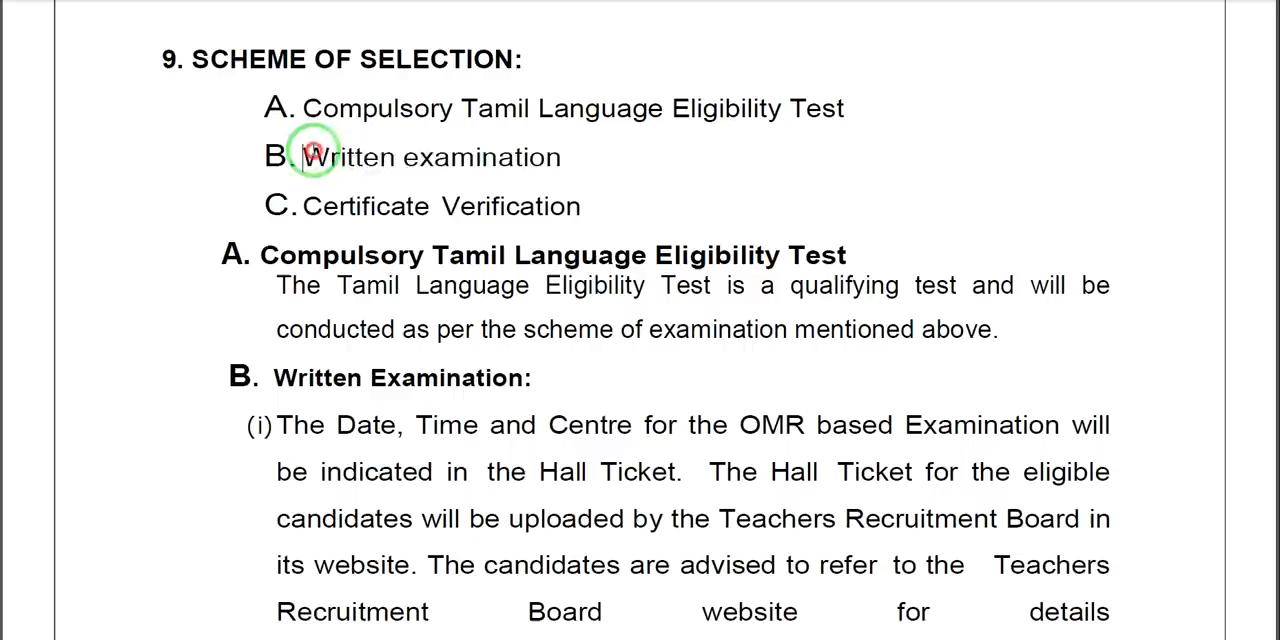 9. SCHEME OF SELECTION:
A. Compulsory Tamil Language Eligibility Test
B. Written examination
C. Certificate Verification
A. Compulsory Tamil Language Eligibility Test
The Tamil Language Eligibility Test is a qualifying test and will be
conducted as per the scheme of examination mentioned above.
B. Written Examination:
(i) The Date, Time and Centre for the OMR based Examination will
be indicated in the Hall Ticket. The Hall Ticket for the eligible
candidates will be uploaded by the Teachers Recruitment Board in
its website. The candidates are advised to refer to the Teachers
Recruitment Board website for details